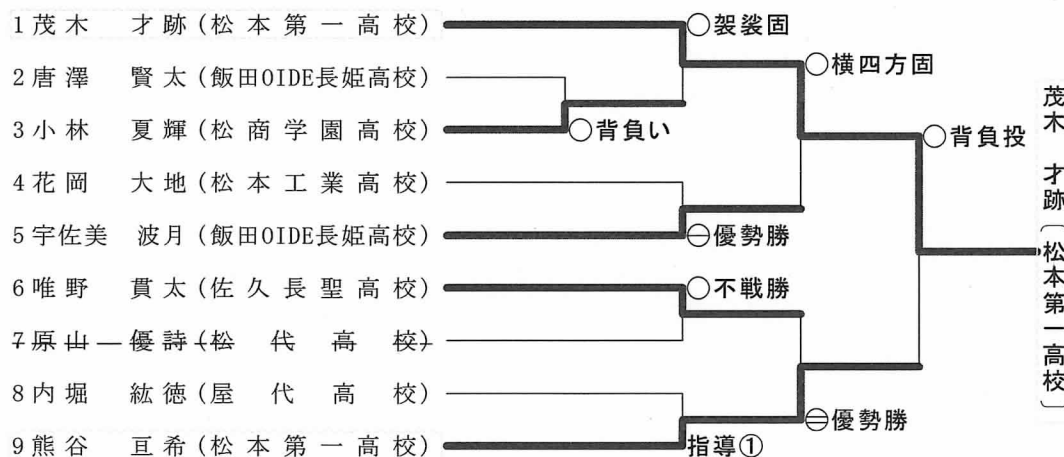 1 茂木 才跡 (松本第一高校)
○袈裟固
2 唐澤 賢太 (飯田OIDE長姫高校)
○横四方固
3 小林 夏輝 (松商学園高校)
○背負い
○背負投
4 花岡 大地 (松本工業高校)
5 宇佐美 波月 (飯田OIDE長姫高校)
㊀優勢勝
6 唯野 貫太 (佐久長聖高校)
○不戦勝
7 原山 優詩 (松代高校)
8 内堀 紘徳 (屋代高校)
㊁優勢勝
9 熊谷 亘希 (松本第一高校)
指導①
茂木 才跡
松本第一高校